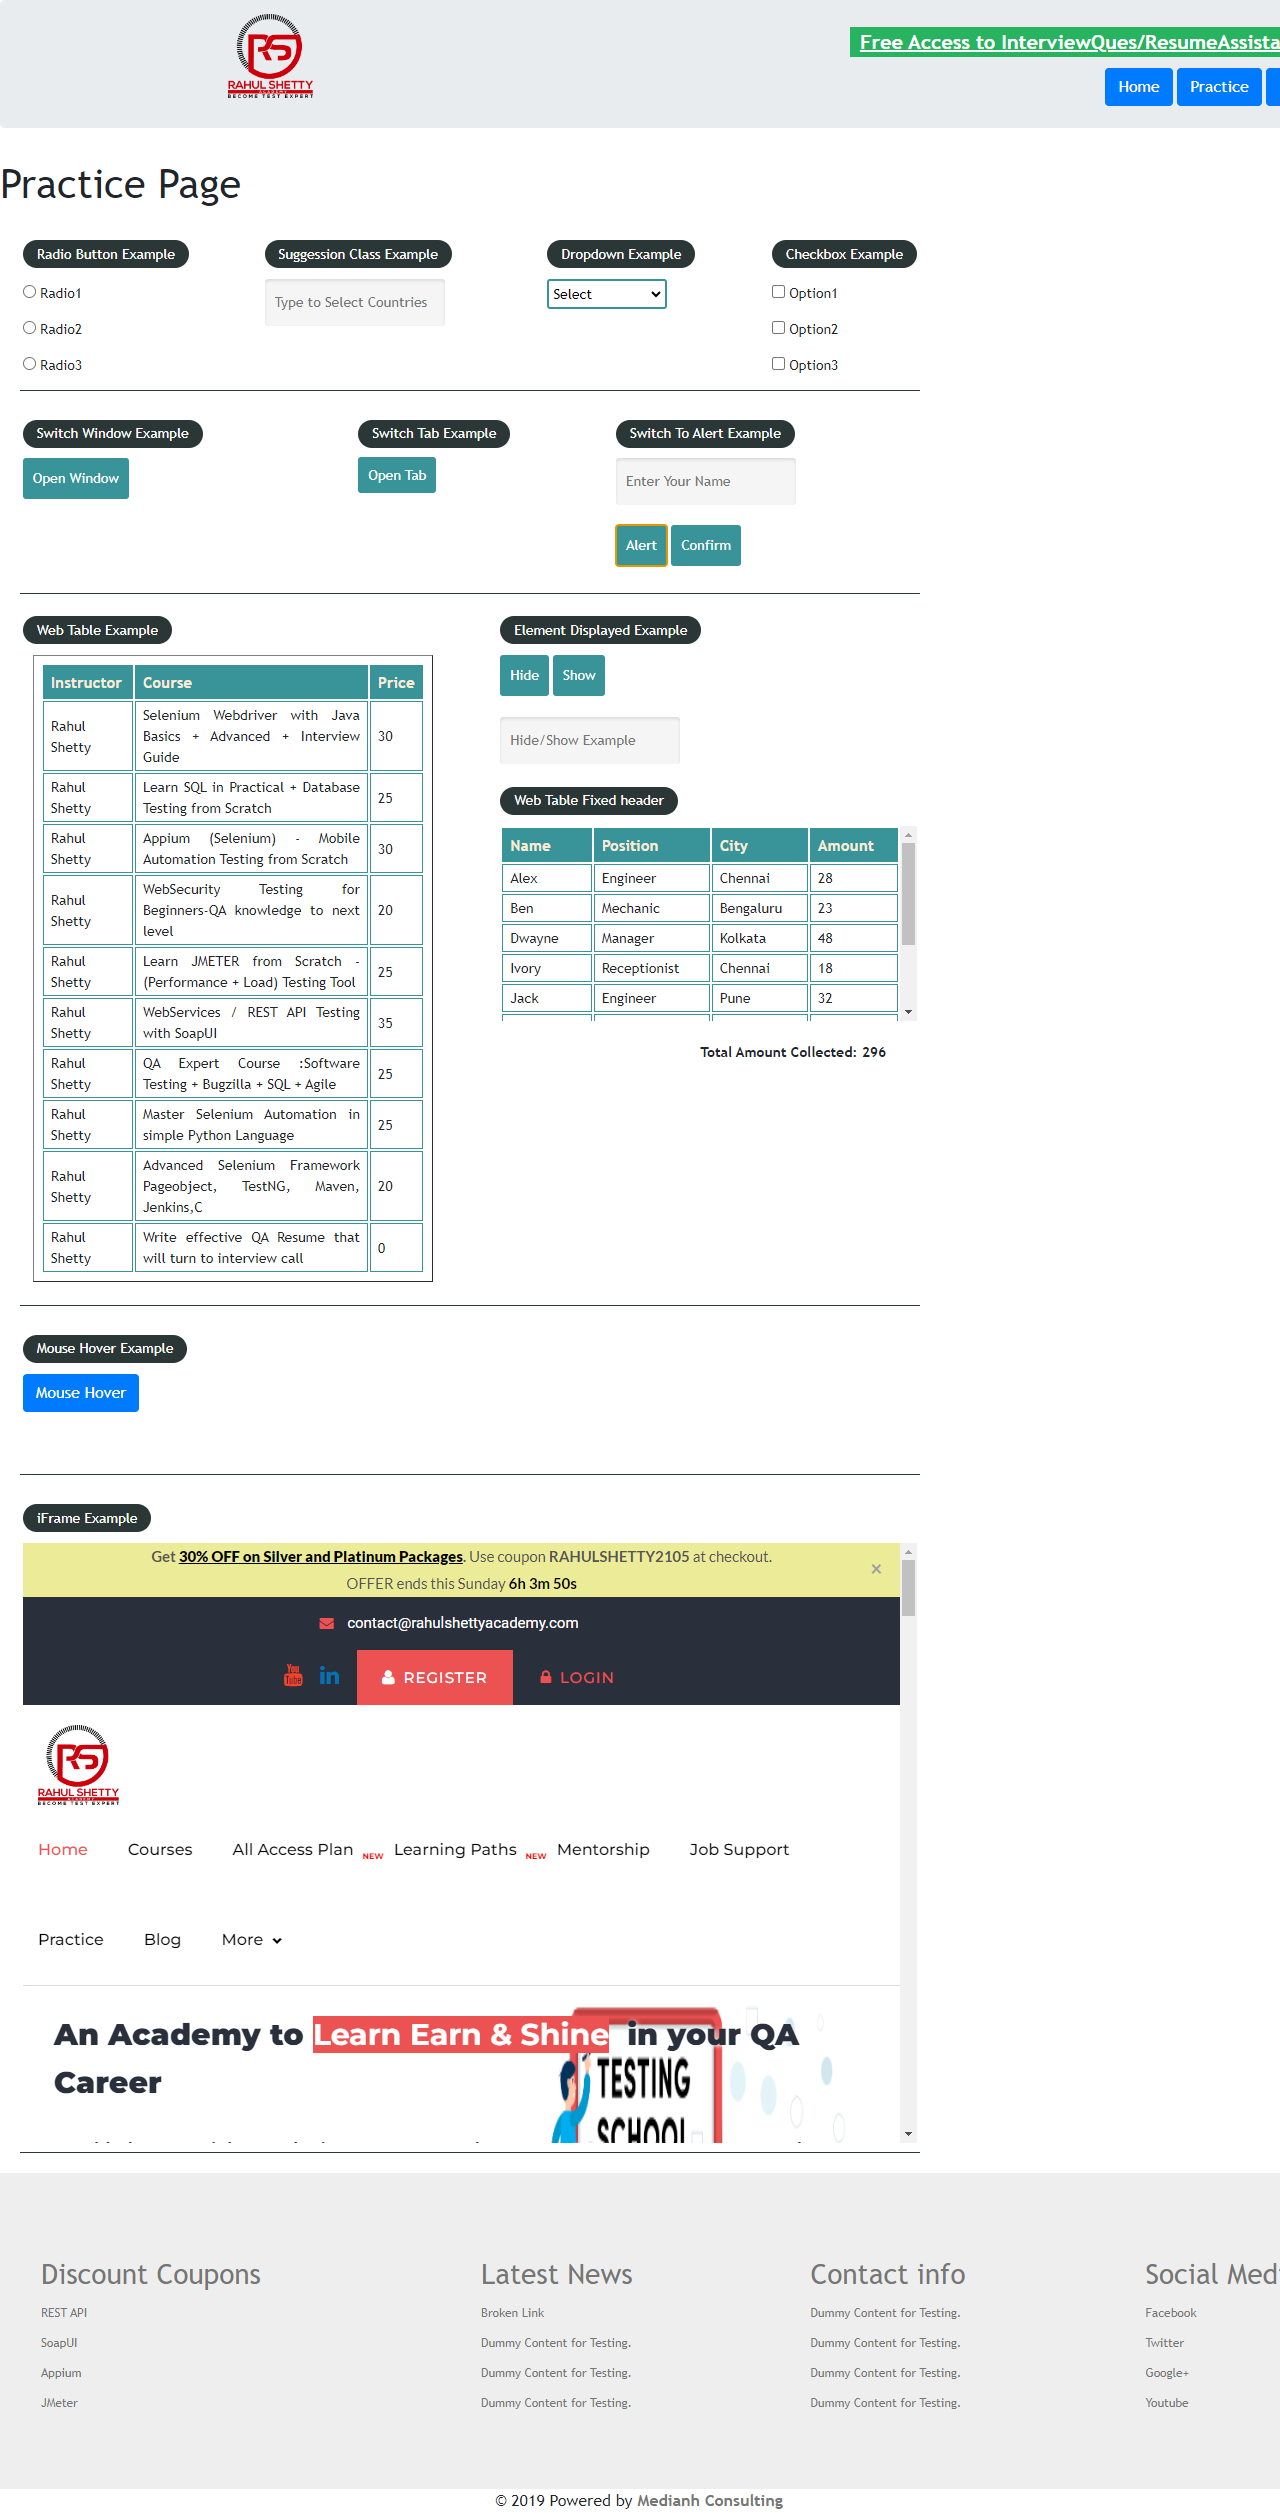 RAHUL SHETTY
ACADEMY
BECOME TEST EXPERT
Free Access to InterviewQues/ResumeAssista
Home Practice
Practice Page
Radio Button Example Suggession Class Example Dropdown Example Checkbox Example
Radio1 Type to Select Countries Select Option1
Radio2 Option2
Radio3 Option3
Switch Window Example Switch Tab Example Switch To Alert Example
Open Window Open Tab Enter Your Name
Alert Confirm
Web Table Example
Instructor Course Price
Rahul Shetty Selenium Webdriver with Java
Basics + Advanced + Interview 30
Guide
Rahul Shetty Learn SQL in Practical + Database
Testing from Scratch 25
Rahul Shetty Appium (Selenium) - Mobile
Automation Testing from Scratch 30
Rahul Shetty WebSecurity Testing for
Beginners-QA knowledge to next 20
level
Rahul Shetty Learn JMETER from Scratch -
(Performance + Load) Testing Tool 25
Rahul Shetty WebServices / REST API Testing
with SoapUI 35
Rahul Shetty QA Expert Course :Software
Testing + Bugzilla + SQL + Agile 25
Rahul Shetty Master Selenium Automation in
simple Python Language 25
Rahul Shetty Advanced Selenium Framework
Pageobject, TestNG, Maven, 20
Jenkins,C
Rahul Shetty Write effective QA Resume that
will turn to interview call 0
Element Displayed Example
Hide Show
Hide/Show Example
Web Table Fixed header
Name Position City Amount
Alex Engineer Chennai 28
Ben Mechanic Bengaluru 23
Dwayne Manager Kolkata 48
Ivory Receptionist Chennai 18
Jack Engineer Pune 32
Total Amount Collected: 296
Mouse Hover Example
Mouse Hover
iFrame Example
Get 30% OFF on Silver and Platinum Packages. Use coupon RAHULSHETTY2105 at checkout.
OFFER ends this Sunday 6h 3m 50s ×
contact@rahulshettyacademy.com
You Tube in REGISTER LOGIN
RAHUL SHETTY
ACADEMY
BECOME TEST EXPERT
Home Courses All Access Plan NEW Learning Paths NEW Mentorship Job Support
Practice Blog More
An Academy to Learn Earn & Shine in your QA
Career
TESTING
SCHOOL
Discount Coupons Latest News Contact info Social Medi
REST API Broken Link Dummy Content for Testing. Facebook
SoapUI Dummy Content for Testing. Dummy Content for Testing. Twitter
Appium Dummy Content for Testing. Dummy Content for Testing. Google+
JMeter Dummy Content for Testing. Dummy Content for Testing. Youtube
© 2019 Powered by Medianh Consulting